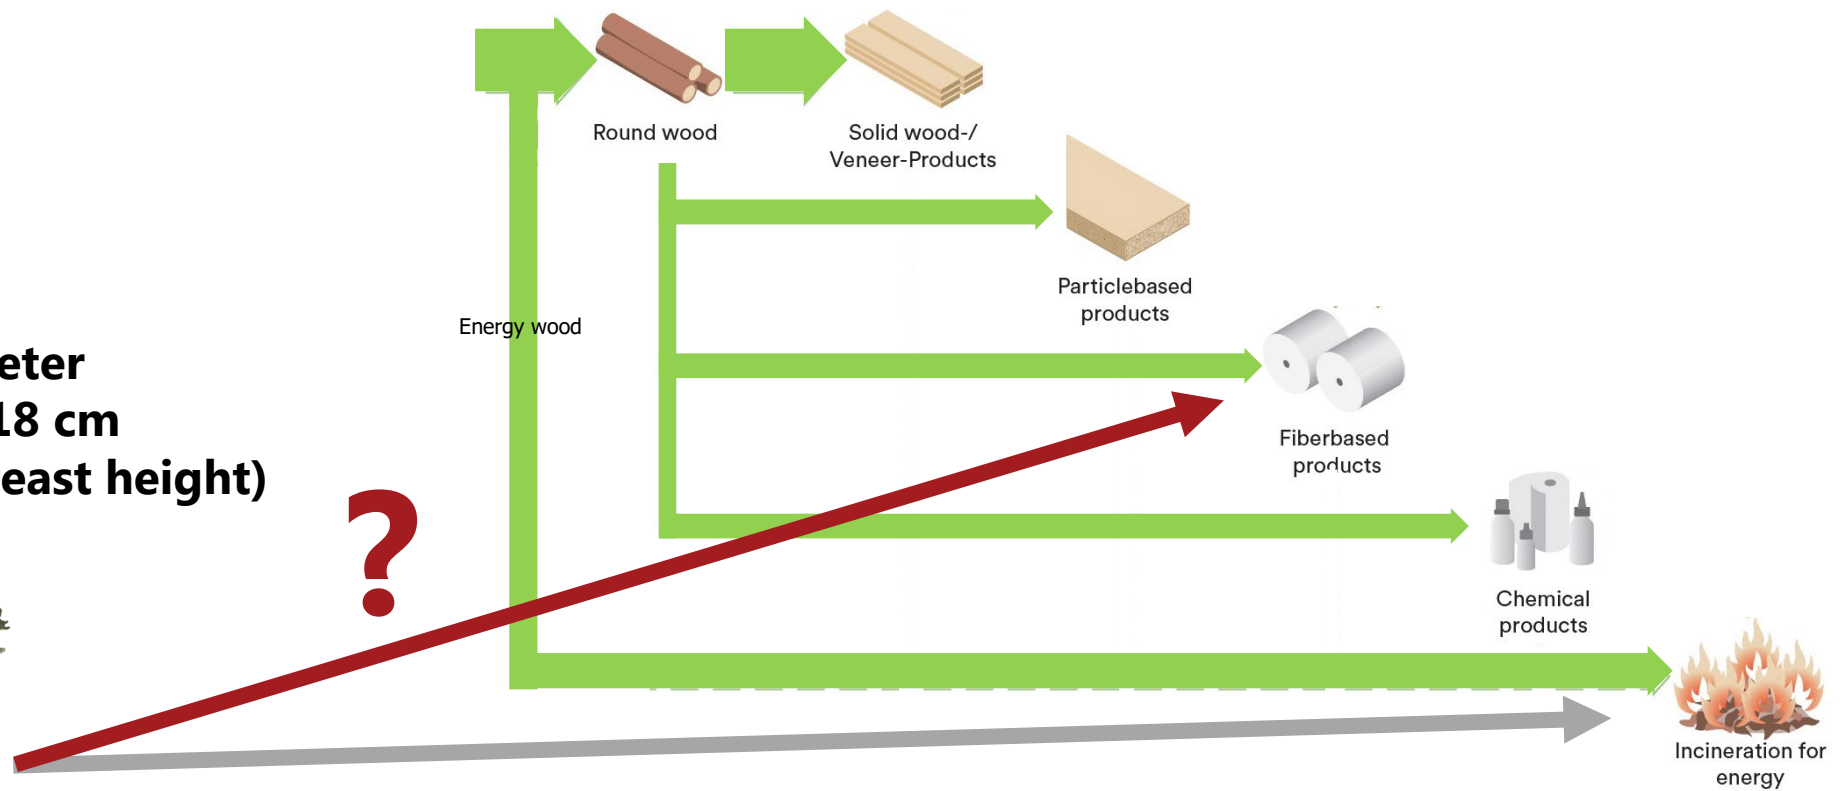 Round wood
Solid wood-/
Veneer-Products
Particlebased
products
Energy wood
eter
18 cm
east height)
?
Fiberbased
products
Chemical
products
Incineration for
energy